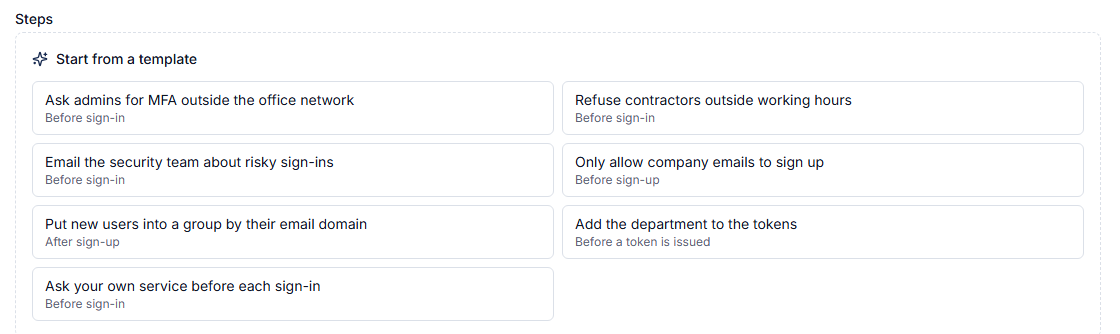 Steps
Start from a template
Ask admins for MFA outside the office network
Before sign-in
Refuse contractors outside working hours
Before sign-in
Email the security team about risky sign-ins
Before sign-in
Only allow company emails to sign up
Before sign-up
Put new users into a group by their email domain
After sign-up
Add the department to the tokens
Before a token is issued
Ask your own service before each sign-in
Before sign-in